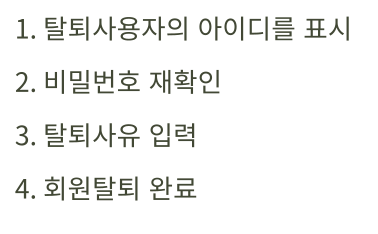 1. 탈퇴사용자의 아이디를 표시
2. 비밀번호 재확인
3. 탈퇴사유 입력
4. 회원탈퇴 완료